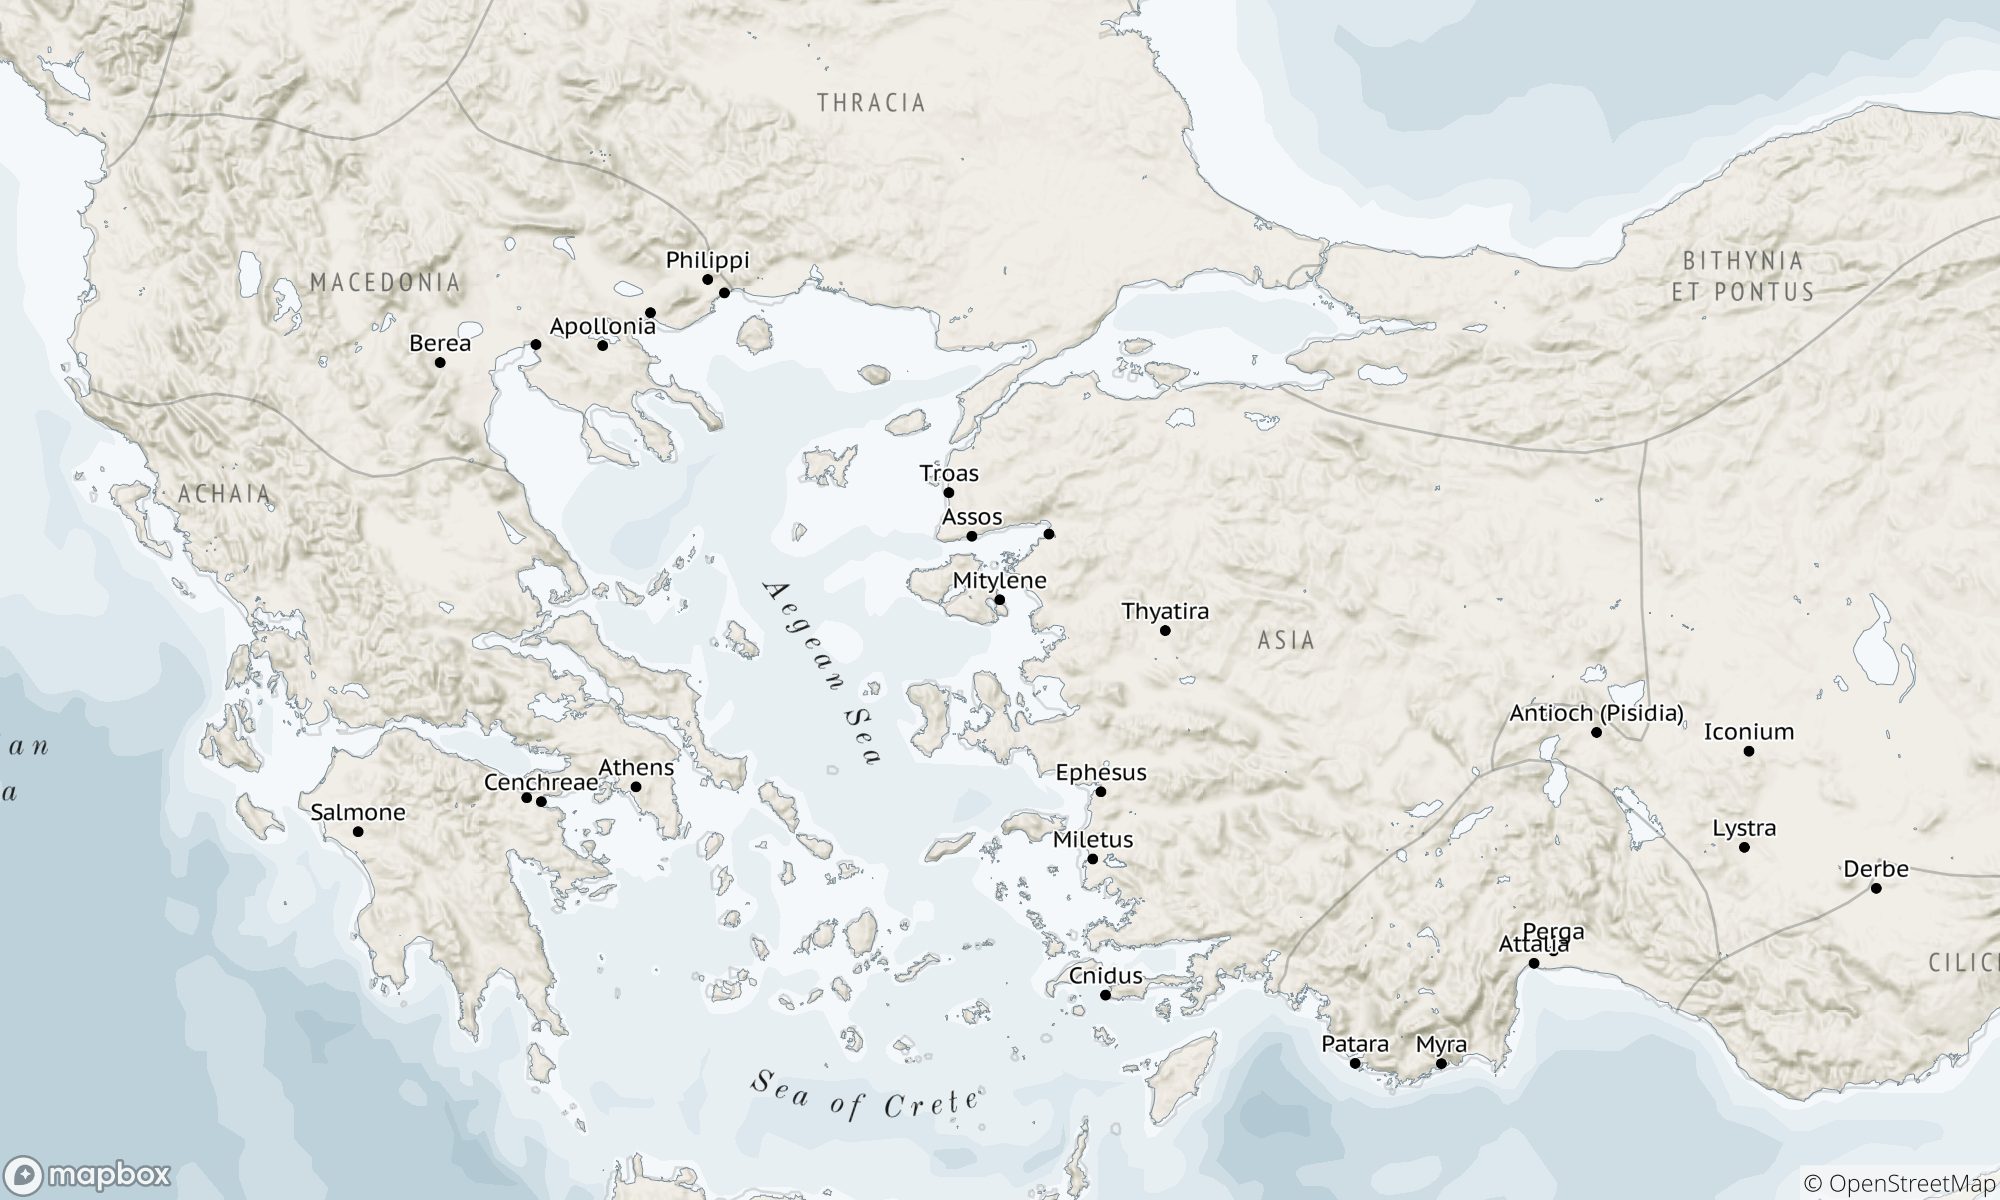 THRACIA
Philippi
MACEDONIA
BITHYNIA
ET PONTUS
Apollonia
Berea
Troas
ACHAIA
Assos
Mitylene
Thyatira
ASIA
Aegean Sea
Antioch (Pisidia)
Iconium
an
a
Athens
Cenchreae
Ephesus
Salmone
Miletus
Lystra
Derbe
Perga
Attalia
CILIC
Cnidus
Patara
Myra
Sea of Crete
mapbox
© OpenStreetMap